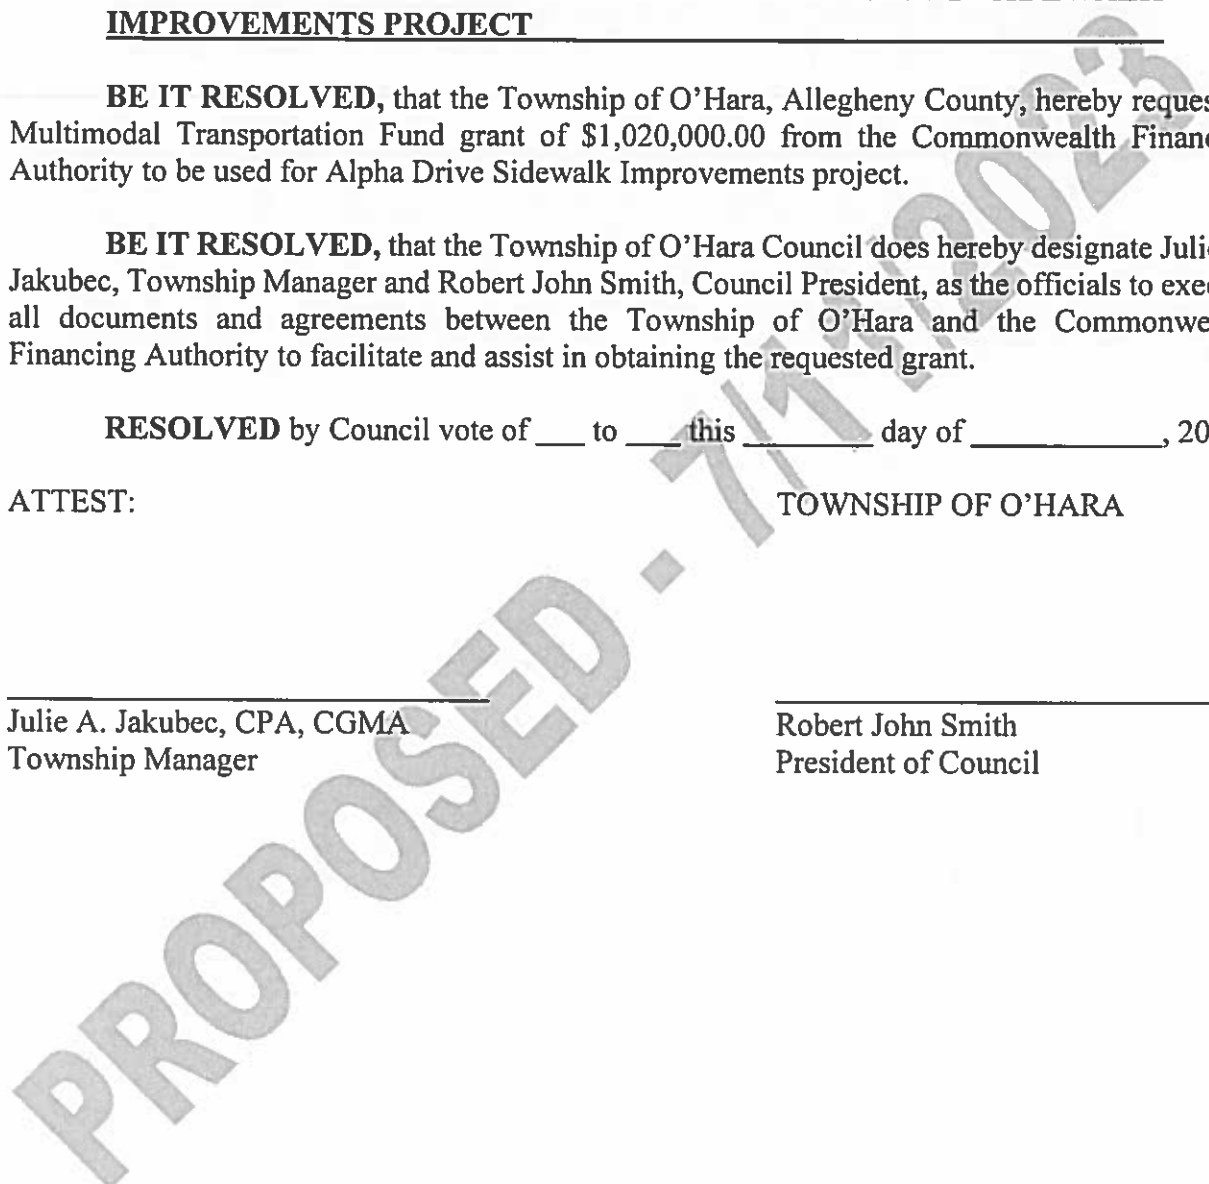 IMPROVEMENTS PROJECT
BE IT RESOLVED, that the Township of O'Hara, Allegheny County, hereby reques
Multimodal Transportation Fund grant of $1,020,000.00 from the Commonwealth Financ
Authority to be used for Alpha Drive Sidewalk Improvements project.
BE IT RESOLVED, that the Township of O'Hara Council does hereby designate Juli
Jakubec, Township Manager and Robert John Smith, Council President, as the officials to exec
all documents and agreements between the Township of O'Hara and the Commonwe
Financing Authority to facilitate and assist in obtaining the requested grant.
RESOLVED by Council vote of ___ to ___ this _______ day of ___________, 20
ATTEST:
TOWNSHIP OF O'HARA
Julie A. Jakubec, CPA, CGMA
Township Manager
Robert John Smith
President of Council
PROPOSED - 7/11/2023